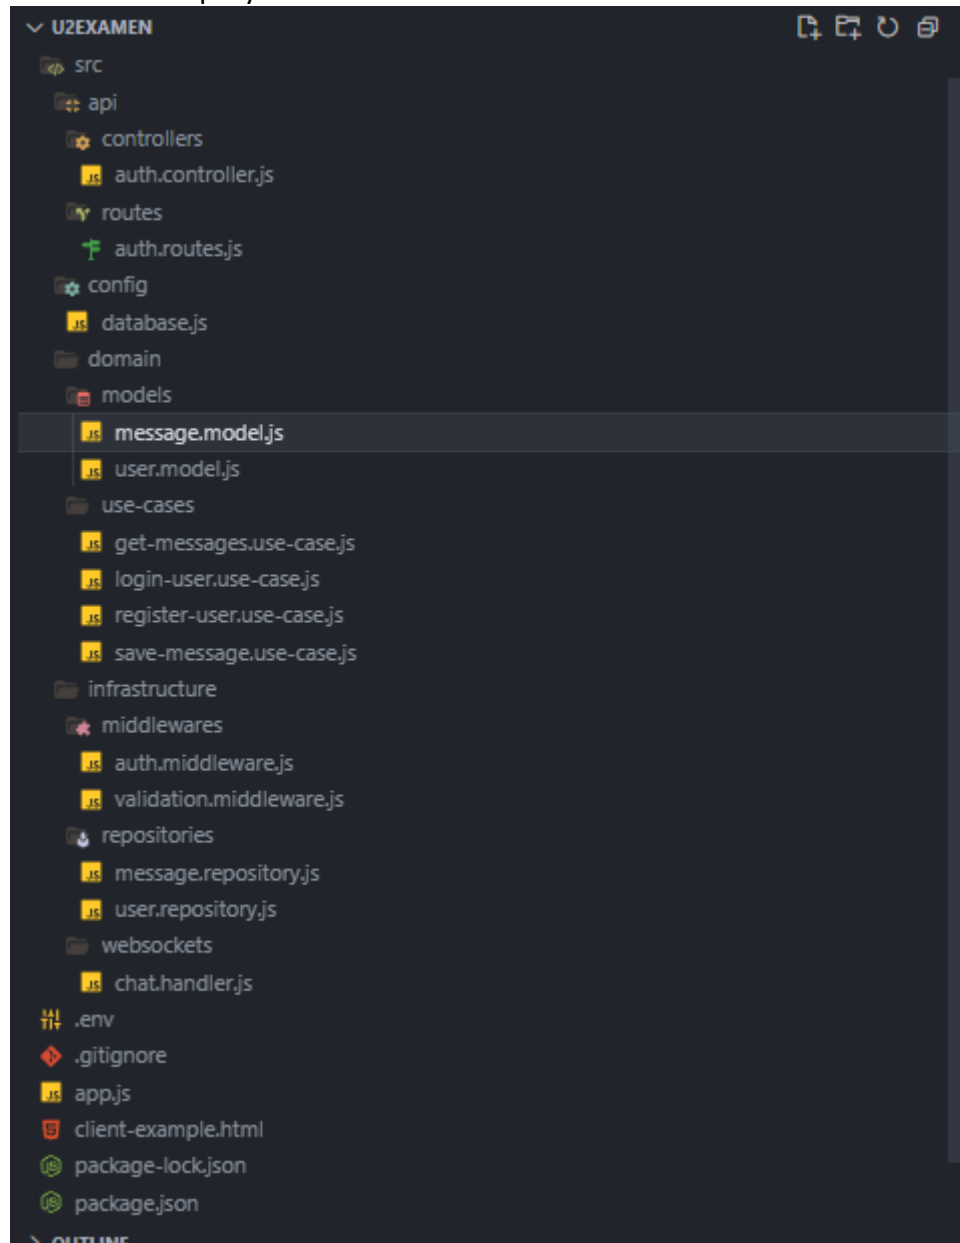 U2EXAMEN
src
api
controllers
auth.controller.js
routes
auth.routes.js
config
database.js
domain
models
message.model.js
user.model.js
use-cases
get-messages.use-case.js
login-user.use-case.js
register-user.use-case.js
save-message.use-case.js
infrastructure
middlewares
auth.middleware.js
validation.middleware.js
repositories
message.repository.js
user.repository.js
websockets
chat.handler.js
.env
.gitignore
app.js
client-example.html
package-lock.json
package.json
OUTLINE